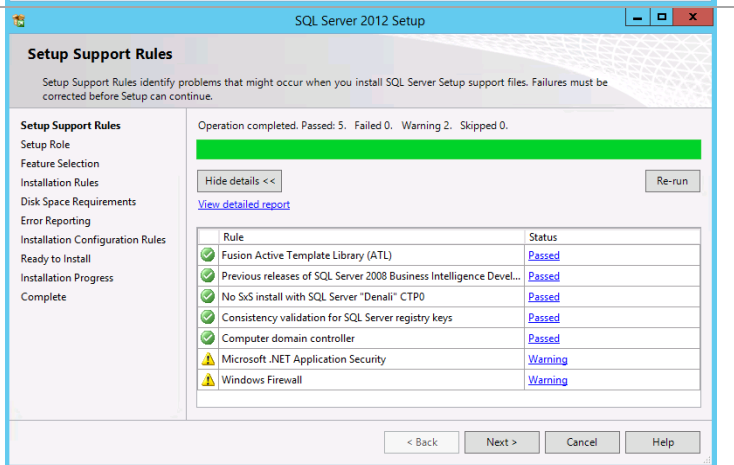 SQL Server 2012 Setup
Setup Support Rules
Setup Support Rules identify problems that might occur when you install SQL Server Setup support files. Failures must be
corrected before Setup can continue.
Setup Support Rules
Setup Role
Feature Selection
Installation Rules
Disk Space Requirements
Error Reporting
Installation Configuration Rules
Ready to Install
Installation Progress
Complete
Operation completed. Passed: 5. Failed 0. Warning 2. Skipped 0.
Hide details <<
Re-run
View detailed report
Rule Status
Fusion Active Template Library (ATL) Passed
Previous releases of SQL Server 2008 Business Intelligence Devel... Passed
No SxS install with SQL Server "Denali" CTP0 Passed
Consistency validation for SQL Server registry keys Passed
Computer domain controller Passed
Microsoft .NET Application Security Warning
Windows Firewall Warning
< Back Next > Cancel Help